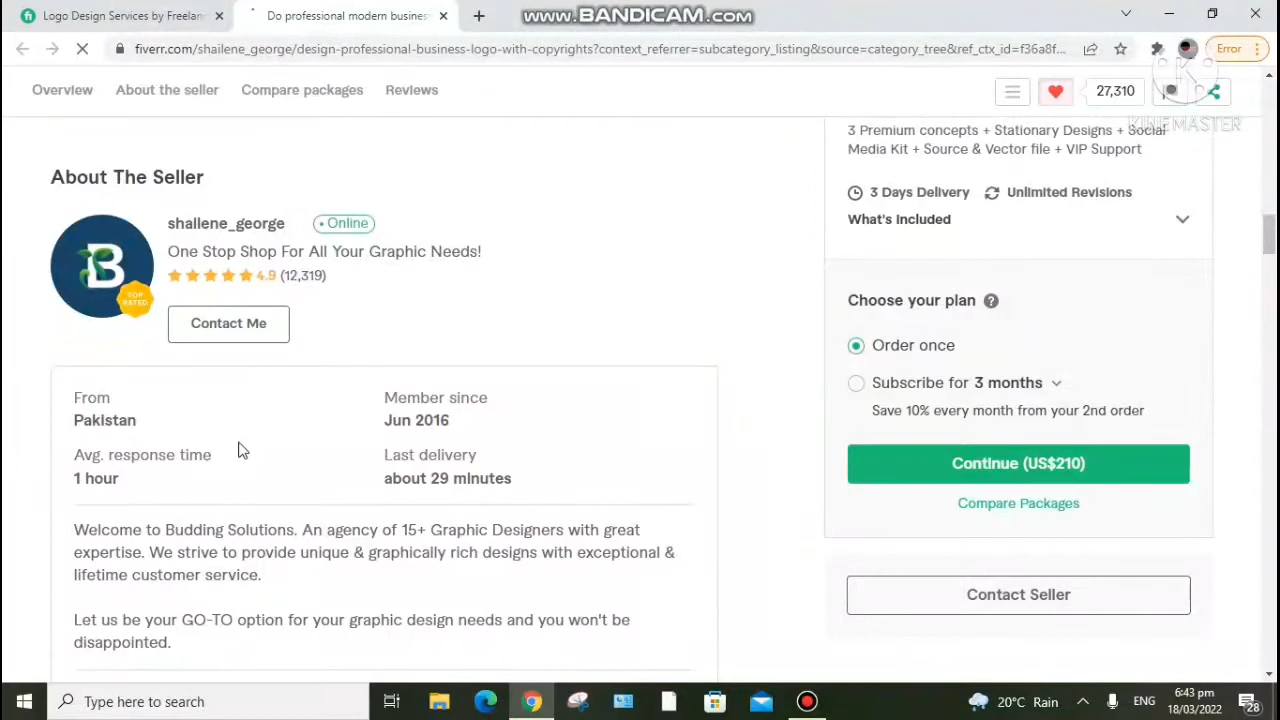 www.BANDICAM.com
Logo Design Services by Freelan
Do professional modern busines
fiverr.com/shailene_george/design-professional-business-logo-with-copyrights?context_referrer=subcategory_listing&source=category_tree&ref_ctx_id=f36a8f...
Error
Overview
About the seller
Compare packages
Reviews
27,310
KINEMASTER
3 Premium concepts + Stationary Designs + Social
Media Kit + Source & Vector file + VIP Support
3 Days Delivery
Unlimited Revisions
What's Included
About The Seller
shailene_george
• Online
One Stop Shop For All Your Graphic Needs!
4.9 (12,319)
B
TOP
RATED
Contact Me
Choose your plan ?
Order once
Subscribe for 3 months
Save 10% every month from your 2nd order
Continue (US$210)
Compare Packages
Contact Seller
From
Pakistan
Member since
Jun 2016
Avg. response time
1 hour
Last delivery
about 29 minutes
Welcome to Budding Solutions. An agency of 15+ Graphic Designers with great
expertise. We strive to provide unique & graphically rich designs with exceptional &
lifetime customer service.
Let us be your GO-TO option for your graphic design needs and you won't be
disappointed.
Type here to search
20°C Rain
ENG
6:43 pm
18/03/2022
28